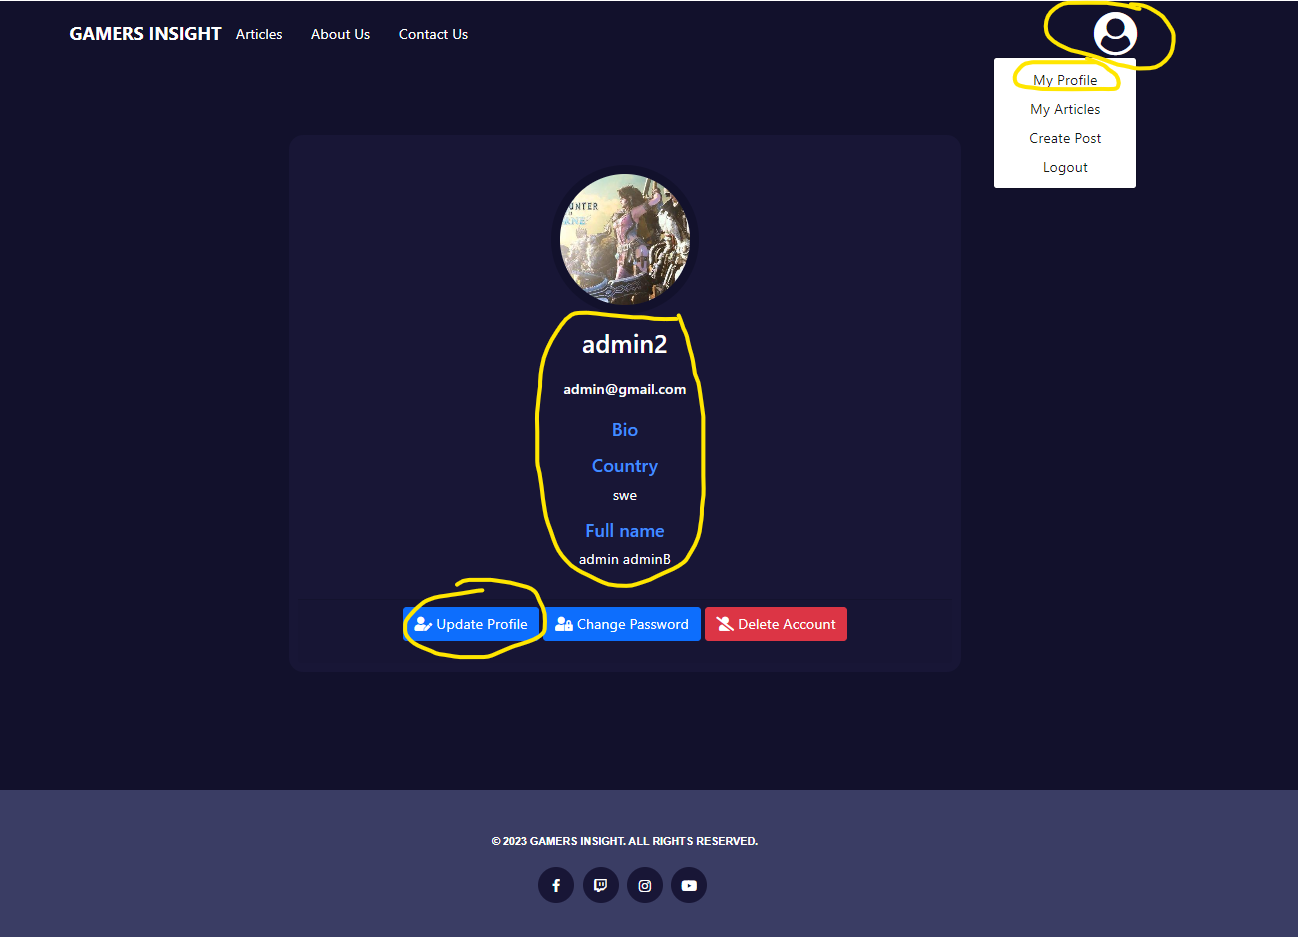 GAMERS INSIGHT Articles About Us Contact Us
My Profile
My Articles
Create Post
Logout
UNTER
admin2
admin@gmail.com
Bio
Country
swe
Full name
admin adminB
Update Profile Change Password Delete Account
© 2023 GAMERS INSIGHT. ALL RIGHTS RESERVED.